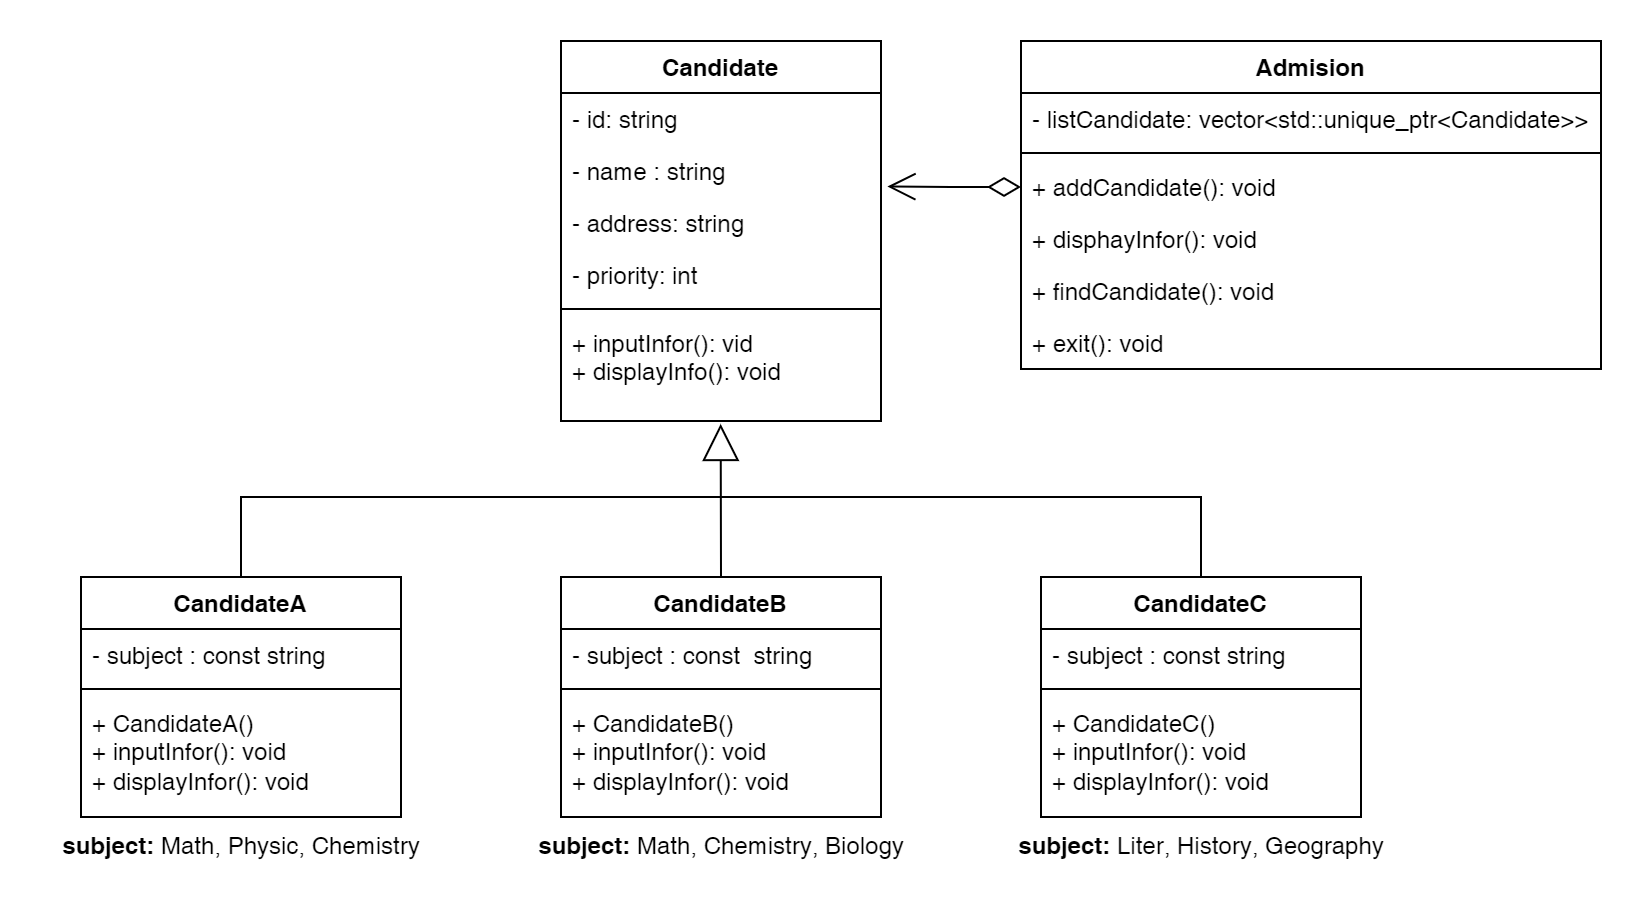 Candidate
- id: string
- name : string
- address: string
- priority: int
+ inputInfor(): vid
+ displayInfo(): void
Admision
- listCandidate: vector<std::unique_ptr<Candidate>>
+ addCandidate(): void
+ disphayInfor(): void
+ findCandidate(): void
+ exit(): void
CandidateA
- subject : const string
+ CandidateA()
+ inputInfor(): void
+ displayInfor(): void
subject: Math, Physic, Chemistry
CandidateB
- subject : const  string
+ CandidateB()
+ inputInfor(): void
+ displayInfor(): void
subject: Math, Chemistry, Biology
CandidateC
- subject : const string
+ CandidateC()
+ inputInfor(): void
+ displayInfor(): void
subject: Liter, History, Geography